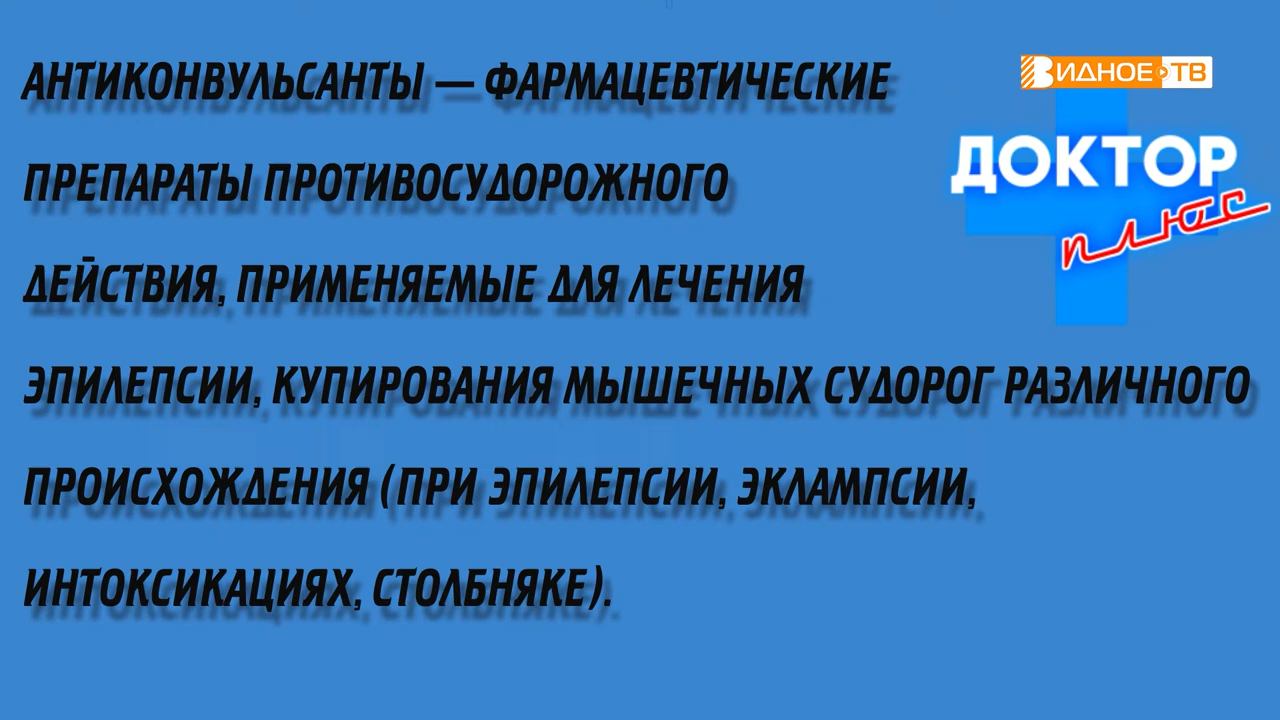 АНТИКОНВУЛЬСАНТЫ — ФАРМАЦЕВТИЧЕСКИЕ
ПРЕПАРАТЫ ПРОТИВОСУДОРОЖНОГО
ДЕЙСТВИЯ, ПРИМЕНЯЕМЫЕ ДЛЯ ЛЕЧЕНИЯ
ЭПИЛЕПСИИ, КУПИРОВАНИЯ МЫШЕЧНЫХ СУДОРОГ РАЗЛИЧНОГО
ПРОИСХОЖДЕНИЯ (ПРИ ЭПИЛЕПСИИ, ЭКЛАМПСИИ,
ИНТОКСИКАЦИЯХ, СТОЛБНЯКЕ).
ВИДНОЕ ТВ
ДОКТОР
плюс